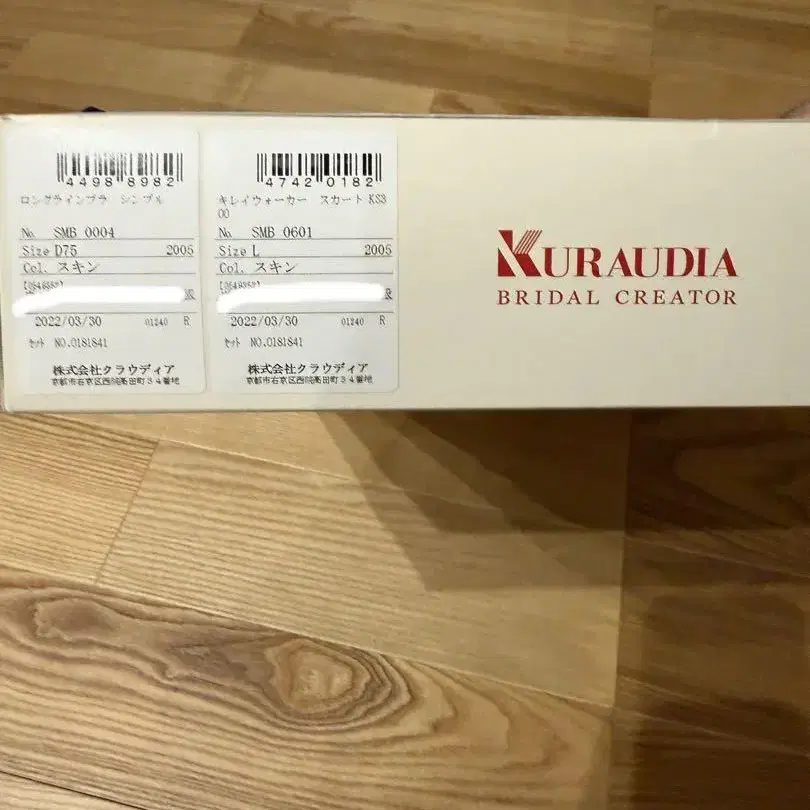 4498 8982
ロングラインブラ シンプル
No. SMB 0004
Size D75 2005
Col. スキン
2022/03/30 01240 R
セット NO.0181841
株式会社クラウディア
京都市右京区西院高田町34番地
4742 0182
キレイウォーカー スカート KS3
00
No. SMB 0601
Size L 2005
Col. スキン
2022/03/30 01240 R
セット NO.0181841
株式会社クラウディア
京都市右京区西院高田町34番地
KURAUDIA
BRIDAL CREATOR